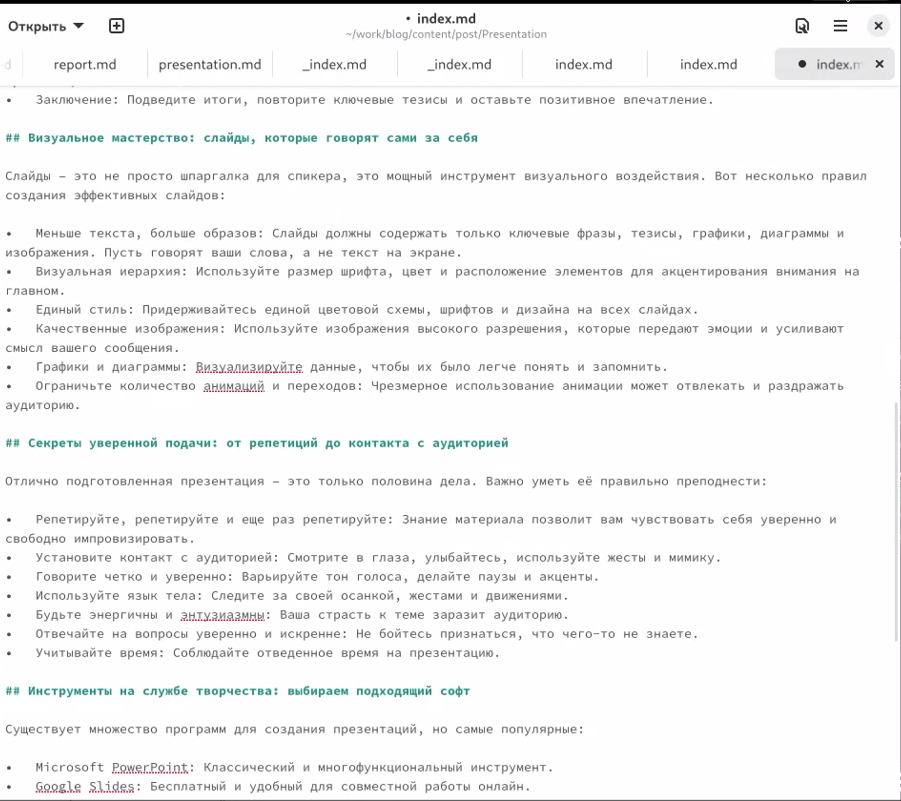 Открыть
• index.md
~/work/blog/content/post/Presentation
d
report.md
presentation.md
_index.md
_index.md
index.md
index.md
• index.m
• Заключение: Подведите итоги, повторите ключевые тезисы и оставьте позитивное впечатление.
## Визуальное мастерство: слайды, которые говорят сами за себя
Слайды – это не просто шпаргалка для спикера, это мощный инструмент визуального воздействия. Вот несколько правил
создания эффективных слайдов:
• Меньше текста, больше образов: Слайды должны содержать только ключевые фразы, тезисы, графики, диаграммы и
изображения. Пусть говорят ваши слова, а не текст на экране.
• Визуальная иерархия: Используйте размер шрифта, цвет и расположение элементов для акцентирования внимания на
главном.
• Единый стиль: Придерживайтесь единой цветовой схемы, шрифтов и дизайна на всех слайдах.
• Качественные изображения: Используйте изображения высокого разрешения, которые передают эмоции и усиливают
смысл вашего сообщения.
• Графики и диаграммы: Визуализируйте данные, чтобы их было легче понять и запомнить.
• Ограничьте количество анимаций и переходов: Чрезмерное использование анимации может отвлекать и раздражать
аудиторию.
## Секреты уверенной подачи: от репетиций до контакта с аудиторией
Отлично подготовленная презентация – это только половина дела. Важно уметь её правильно преподнести:
• Репетируйте, репетируйте и еще раз репетируйте: Знание материала позволит вам чувствовать себя уверенно и
свободно импровизировать.
• Установите контакт с аудиторией: Смотрите в глаза, улыбайтесь, используйте жесты и мимику.
• Говорите четко и уверенно: Варьируйте тон голоса, делайте паузы и акценты.
• Используйте язык тела: Следите за своей осанкой, жестами и движениями.
• Будьте энергичны и энтузиазмны: Ваша страсть к теме заразит аудиторию.
• Отвечайте на вопросы уверенно и искренне: Не бойтесь признаться, что чего-то не знаете.
• Учитывайте время: Соблюдайте отведенное время на презентацию.
## Инструменты на службе творчества: выбираем подходящий софт
Существует множество программ для создания презентаций, но самые популярные:
• Microsoft PowerPoint: Классический и многофункциональный инструмент.
• Google Slides: Бесплатный и удобный для совместной работы онлайн.